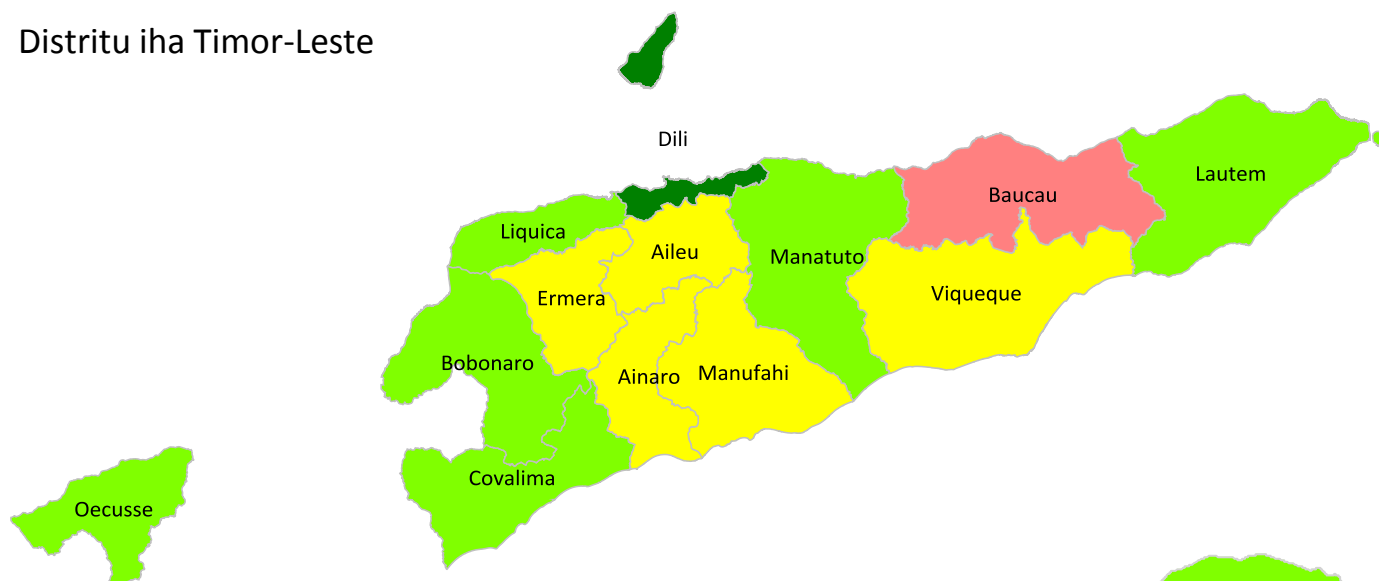 Distritu iha Timor-Leste
Dili
Lautem
Baucau
Liquica
Aileu
Manatuto
Viqueque
Ermera
Bobonaro
Ainaro
Manufahi
Covalima
Oecusse